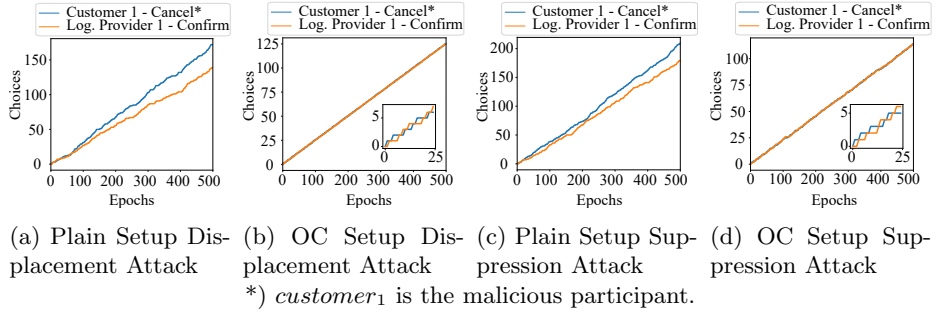 Customer 1 - Cancel*
Log. Provider 1 - Confirm
Choices
150
100
50
0
0 100 200 300 400 500
Epochs
(a) Plain Setup Dis-
placement Attack
Customer 1 - Cancel*
Log. Provider 1 - Confirm
Choices
125
100
75
50
25
0
5
0
0 25
0 100 200 300 400 500
Epochs
(b) OC Setup Dis-
placement Attack
Customer 1 - Cancel*
Log. Provider 1 - Confirm
Choices
200
150
100
50
0
0 100 200 300 400 500
Epochs
(c) Plain Setup Sup-
pression Attack
Customer 1 - Cancel*
Log. Provider 1 - Confirm
Choices
100
75
50
25
0
5
0
0 25
0 100 200 300 400 500
Epochs
(d) OC Setup Sup-
pression Attack
*) customer1 is the malicious participant.